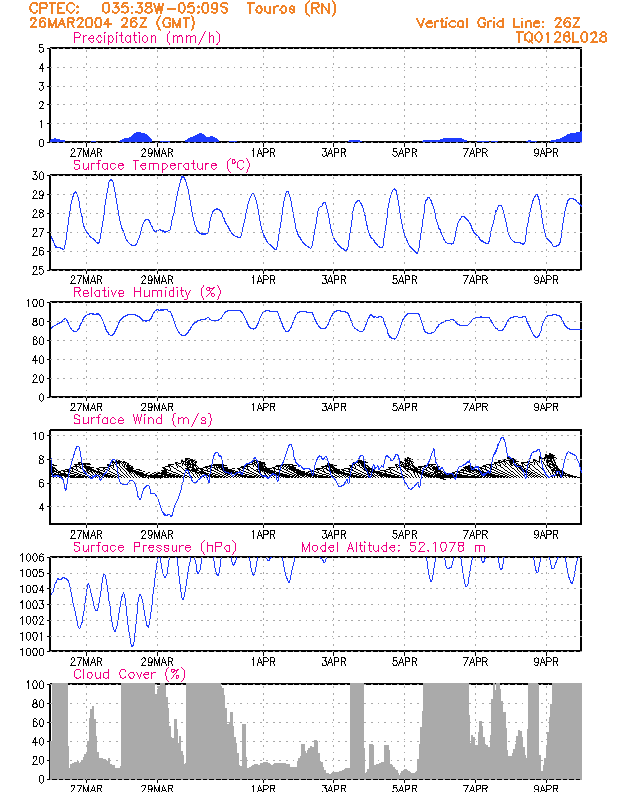 CPTEC: 035:38W-05:09S Touros (RN)
26MAR2004 26Z (GMT) Vertical Grid Line: 26Z
Precipitation (mm/h) TQ0126L028
5
4
3
2
1
0
27MAR 29MAR 1APR 3APR 5APR 7APR 9APR
Surface Temperature (°C)
30
29
28
27
26
25
27MAR 29MAR 1APR 3APR 5APR 7APR 9APR
Relative Humidity (%)
100
80
60
40
20
0
27MAR 29MAR 1APR 3APR 5APR 7APR 9APR
Surface Wind (m/s)
10
8
6
4
27MAR 29MAR 1APR 3APR 5APR 7APR 9APR
Surface Pressure (hPa) Model Altitude: 52.1078 m
1006
1005
1004
1003
1002
1001
1000
27MAR 29MAR 1APR 3APR 5APR 7APR 9APR
Cloud Cover (%)
100
80
60
40
20
0
27MAR 29MAR 1APR 3APR 5APR 7APR 9APR